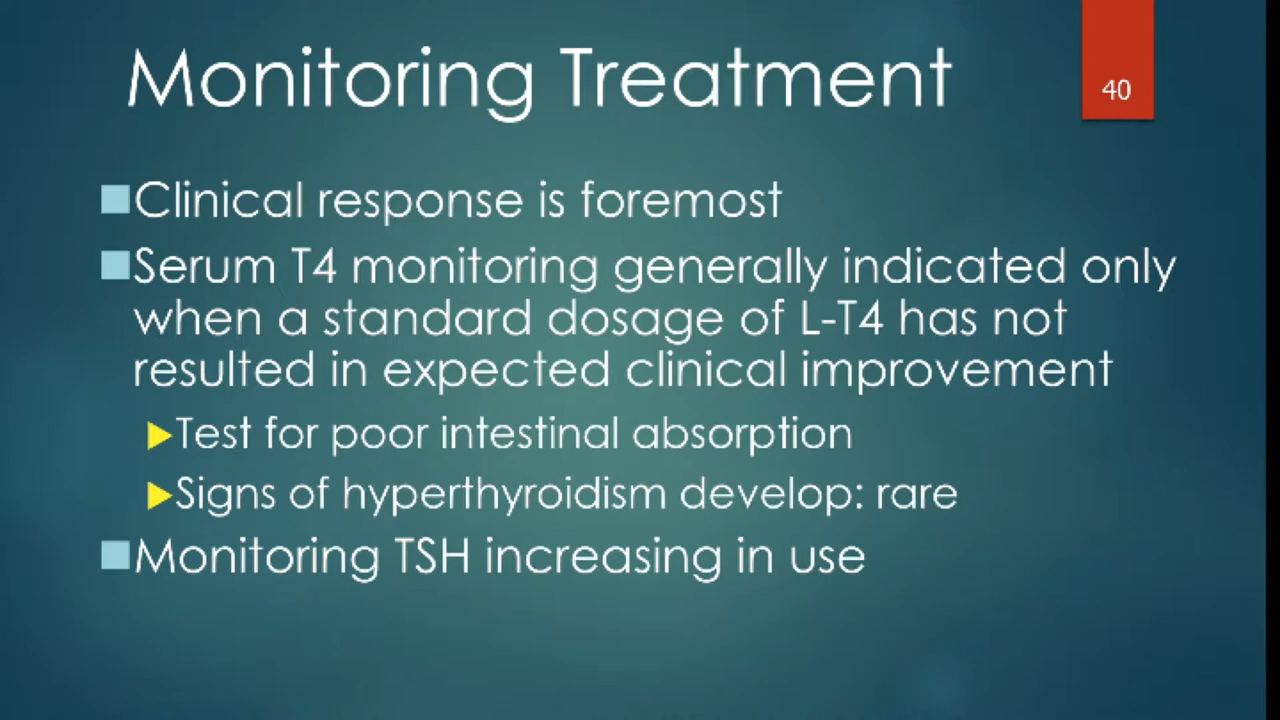 Monitoring Treatment
40
Clinical response is foremost
Serum T4 monitoring generally indicated only
when a standard dosage of L-T4 has not
resulted in expected clinical improvement
Test for poor intestinal absorption
Signs of hyperthyroidism develop: rare
Monitoring TSH increasing in use